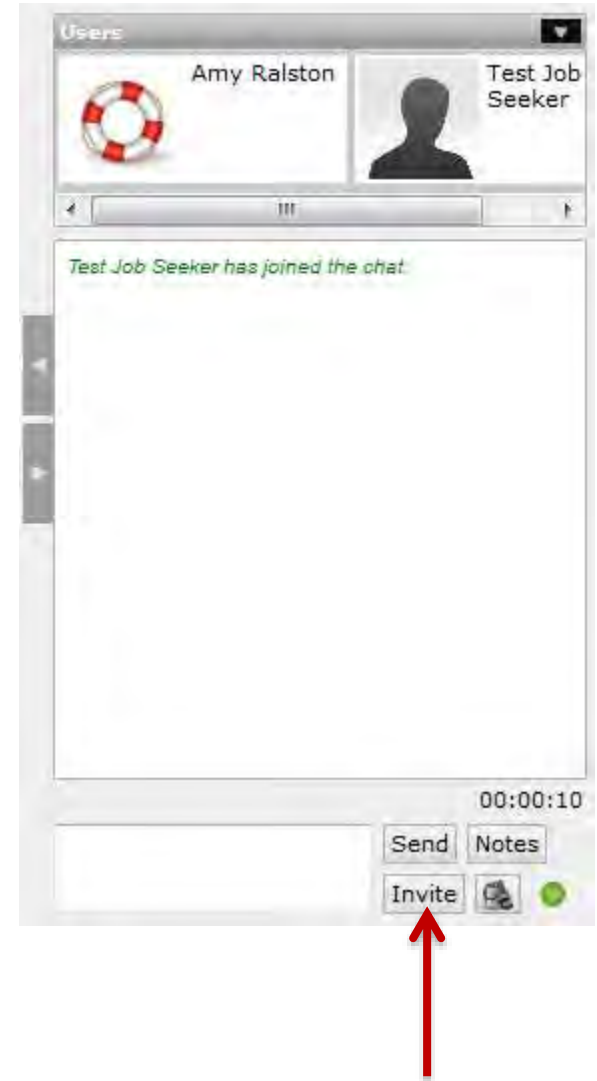 Users
Amy Ralston
Test Job
Seeker
Test Job Seeker has joined the chat.
00:00:10
Send
Notes
Invite